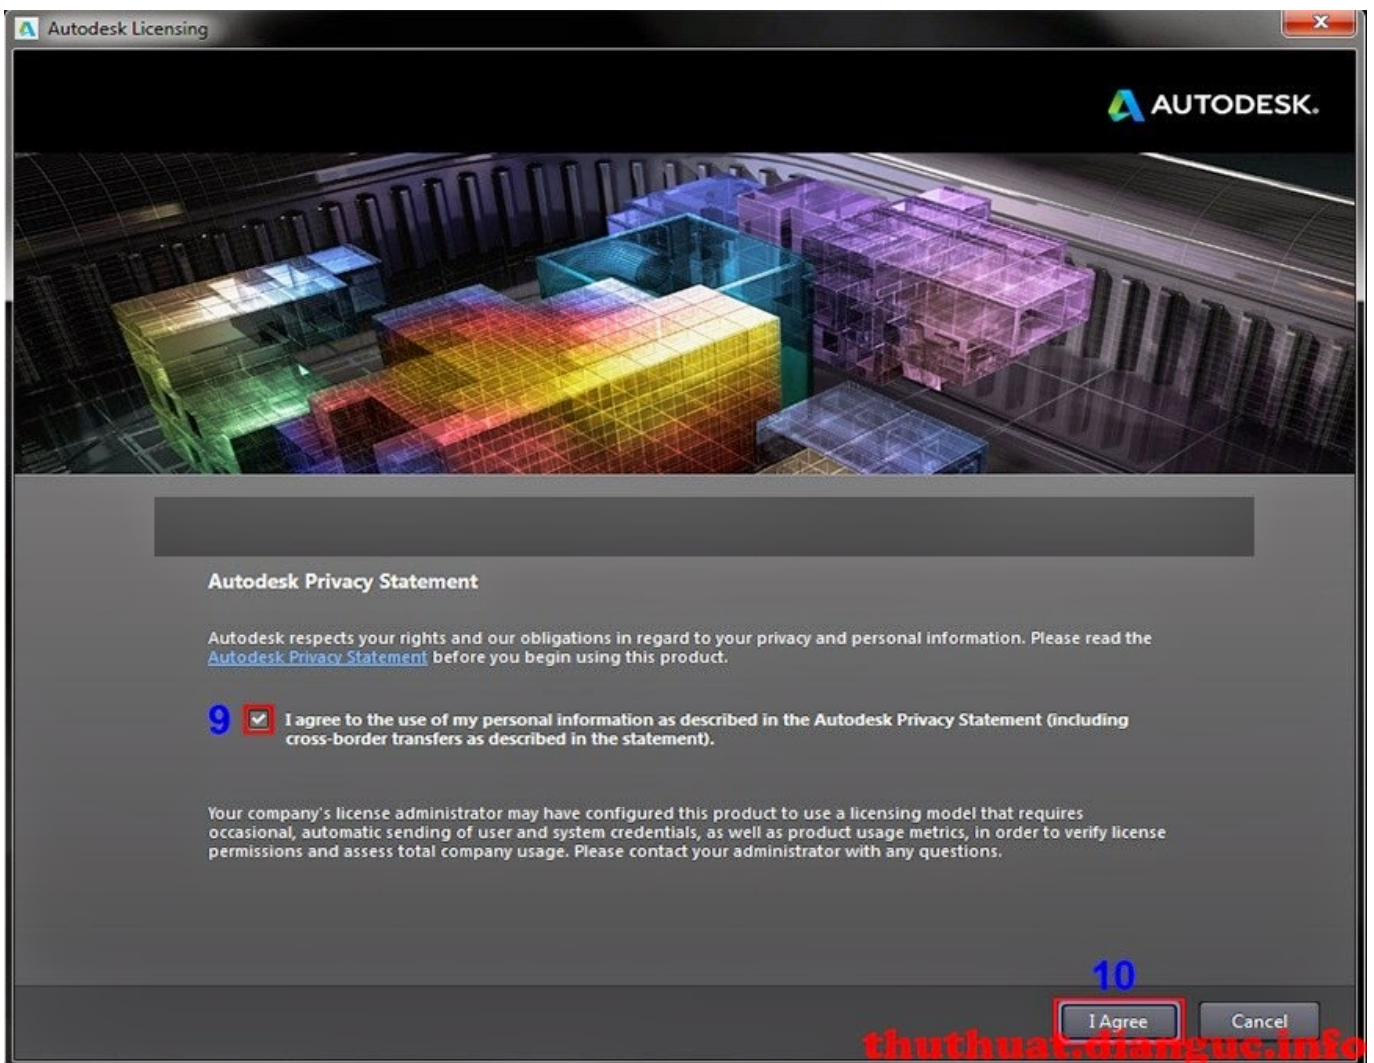 Autodesk Licensing
AUTODESK.
Autodesk Privacy Statement
Autodesk respects your rights and our obligations in regard to your privacy and personal information. Please read the
Autodesk Privacy Statement before you begin using this product.
9
I agree to the use of my personal information as described in the Autodesk Privacy Statement (including
cross-border transfers as described in the statement).
Your company's license administrator may have configured this product to use a licensing model that requires
occasional, automatic sending of user and system credentials, as well as product usage metrics, in order to verify license
permissions and assess total company usage. Please contact your administrator with any questions.
10
I Agree
Cancel
thuthuat.dianguc.info